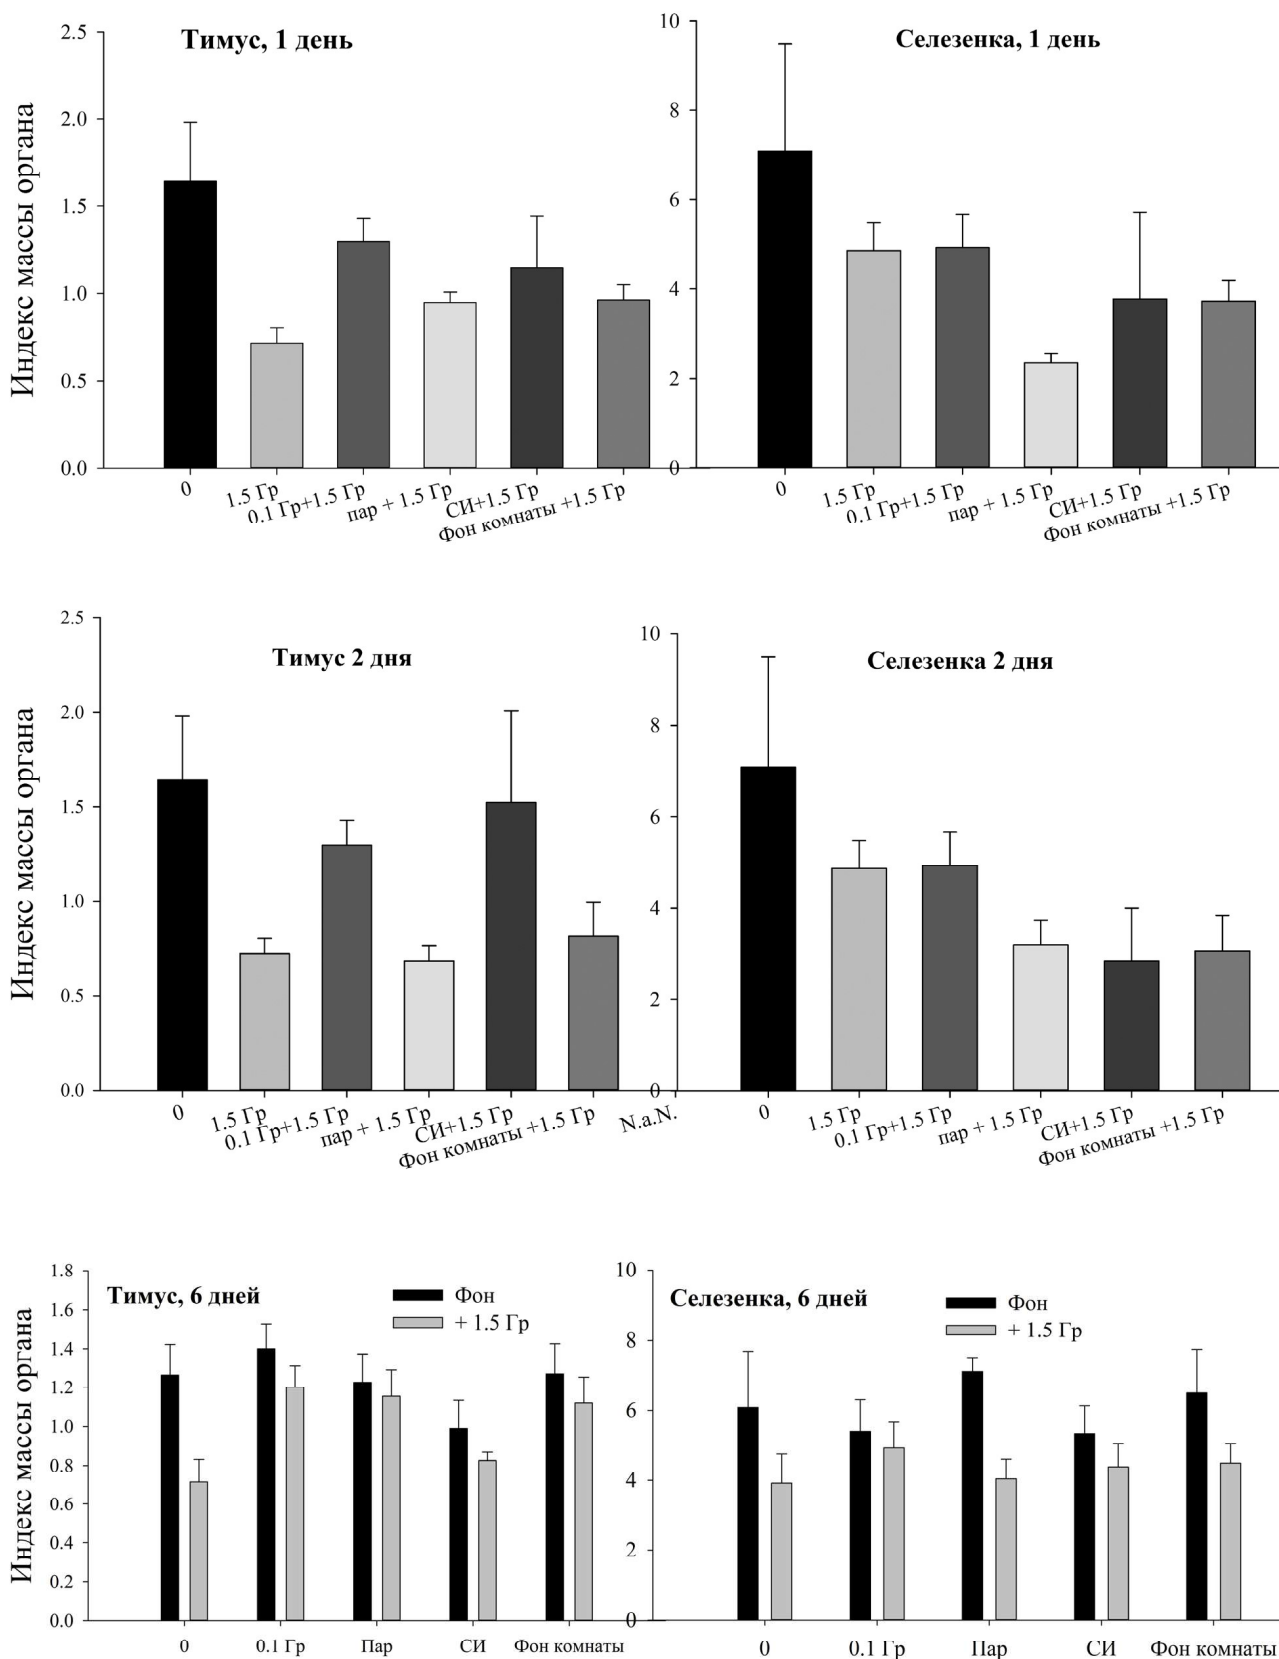 Тимус, 1 день
Индекс массы органа
2.5
2.0
1.5
1.0
0.5
0.0
0
1.5 Гр
0.1 Гр+1.5 Гр
пар + 1.5 Гр
СИ+1.5 Гр
Фон комнаты +1.5 Гр
Селезенка, 1 день
10
8
6
4
2
0
0
1.5 Гр
0.1 Гр+1.5 Гр
пар + 1.5 Гр
СИ+1.5 Гр
Фон комнаты +1.5 Гр
Тимус 2 дня
Индекс массы органа
2.5
2.0
1.5
1.0
0.5
0.0
0
1.5 Гр
0.1 Гр+1.5 Гр
пар + 1.5 Гр
СИ+1.5 Гр
Фон комнаты +1.5 Гр
N.a.N.
Селезенка 2 дня
10
8
6
4
2
0
0
1.5 Гр
0.1 Гр+1.5 Гр
пар + 1.5 Гр
СИ+1.5 Гр
Фон комнаты +1.5 Гр
Тимус, 6 дней
Фон
+ 1.5 Гр
Индекс массы органа
1.8
1.6
1.4
1.2
1.0
0.8
0.6
0.4
0.2
0.0
0
0.1 Гр
Пар
СИ
Фон комнаты
Селезенка, 6 дней
Фон
+ 1.5 Гр
10
8
6
4
2
0
0
0.1 Гр
Пар
СИ
Фон комнаты